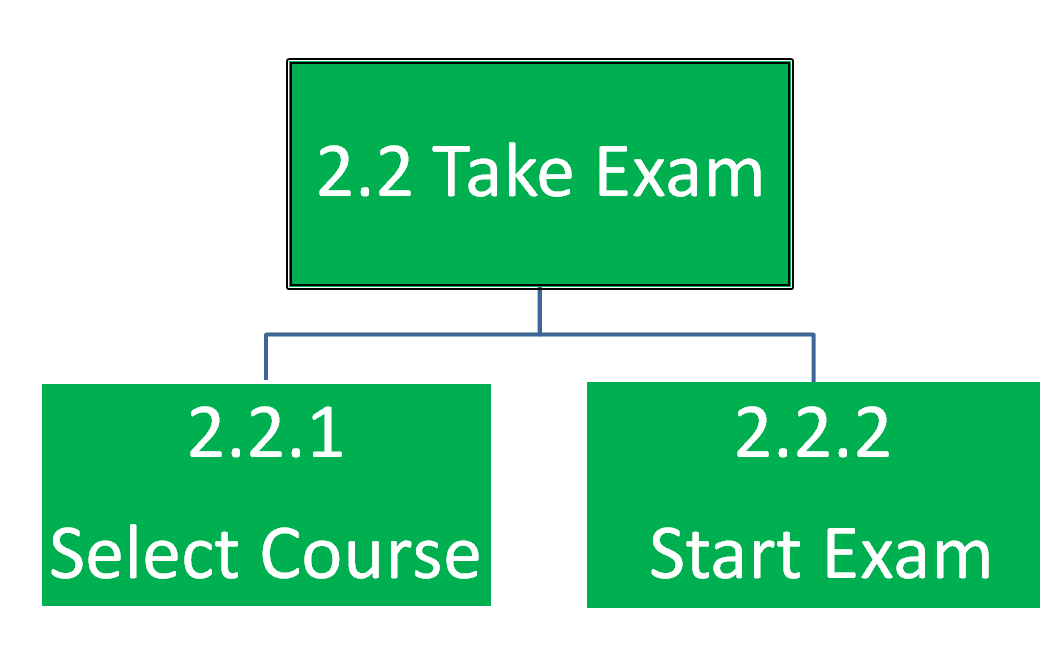 2.2 Take Exam
2.2.1
Select Course
2.2.2
Start Exam